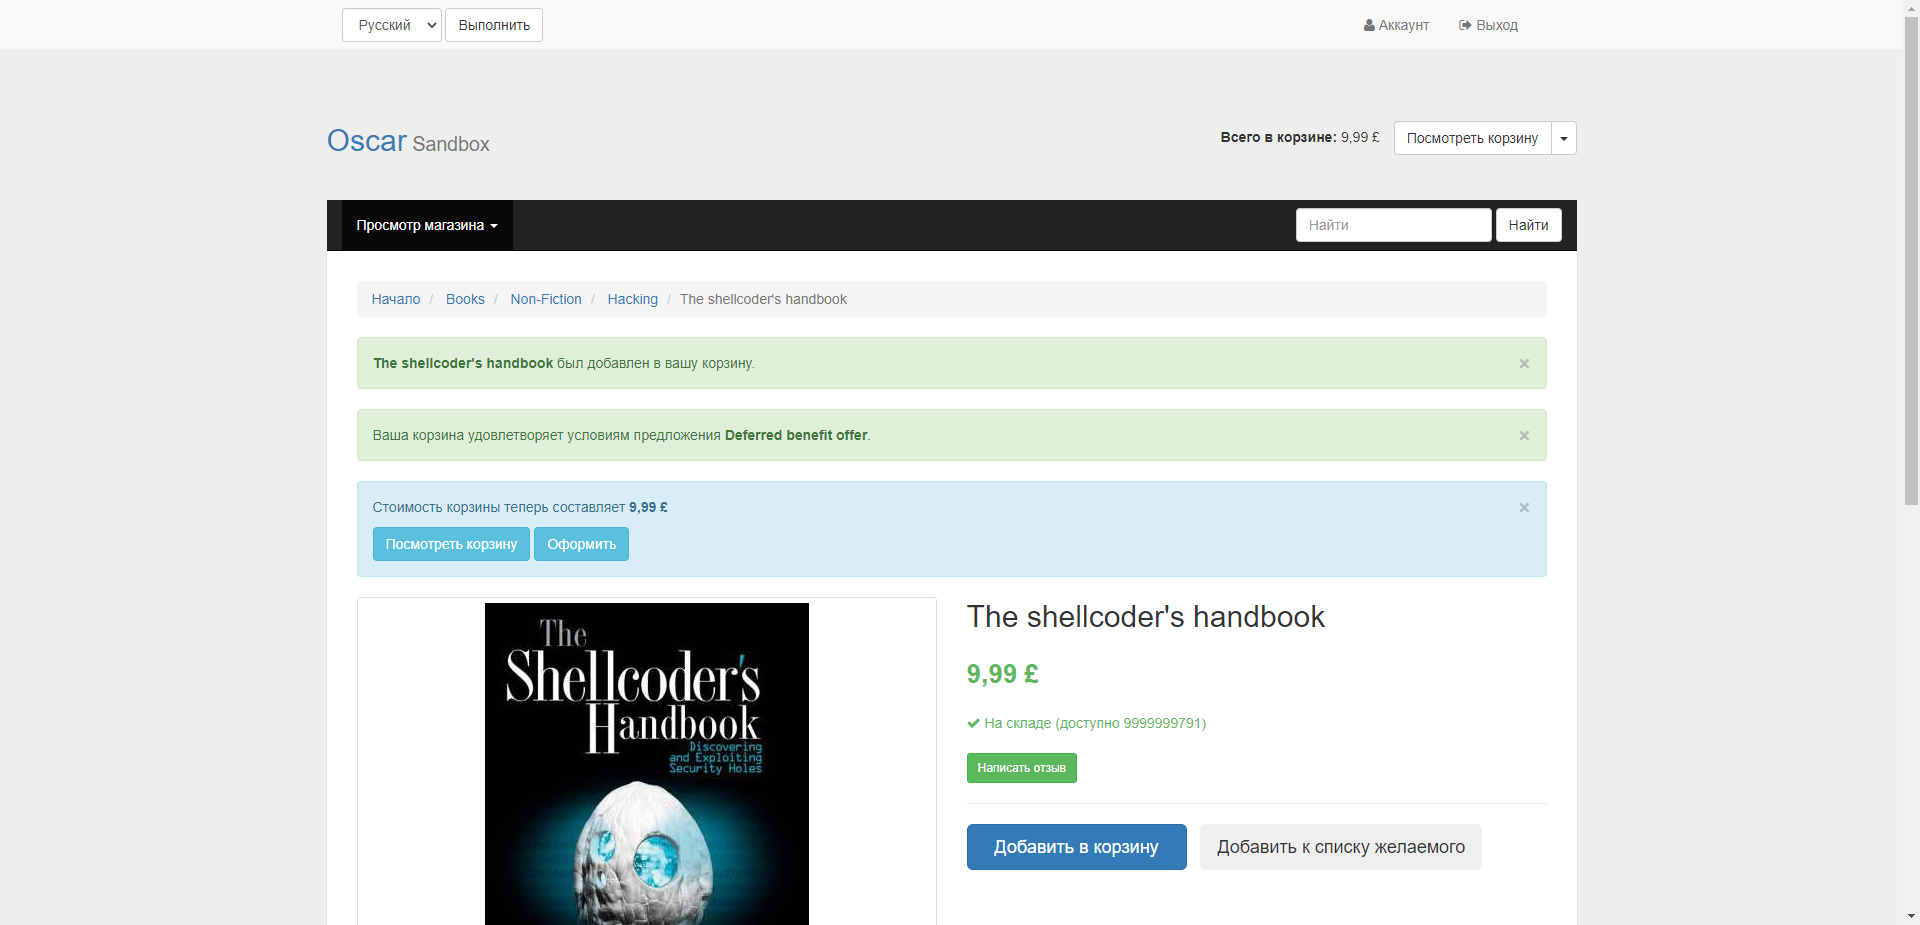 Русский Выполнить Аккаунт Выход
Oscar Sandbox
Всего в корзине: 9,99 £ Посмотреть корзину
Просмотр магазина Найти Найти
Начало / Books / Non-Fiction / Hacking / The shellcoder's handbook
The shellcoder's handbook был добавлен в вашу корзину. ×
Ваша корзина удовлетворяет условиям предложения Deferred benefit offer. ×
Стоимость корзины теперь составляет 9,99 £ ×
Посмотреть корзину Оформить
The
Shellcoder's
Handbook
Discovering
and Exploiting
Security Holes
The shellcoder's handbook
9,99 £
На складе (доступно 9999999791)
Написать отзыв
Добавить в корзину Добавить к списку желаемого